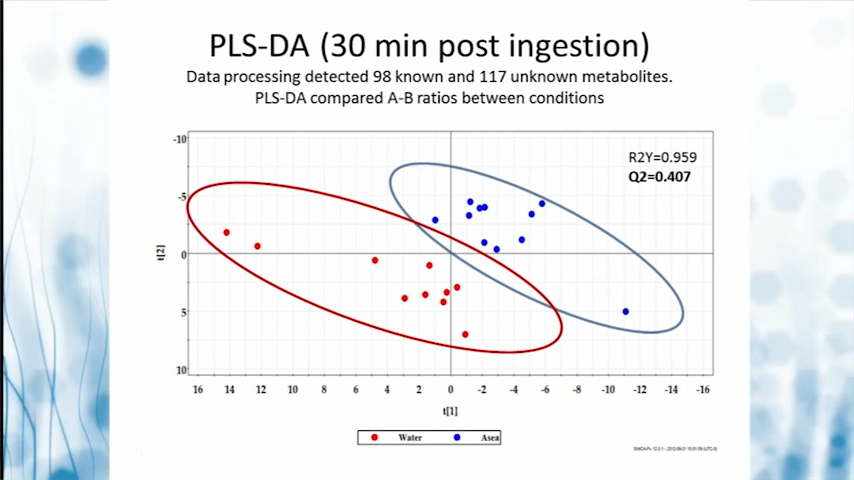 PLS-DA (30 min post ingestion)
Data processing detected 98 known and 117 unknown metabolites.
PLS-DA compared A-B ratios between conditions
R2Y=0.959
Q2=0.407
-10
-5
0
5
10
t[2]
16 14 12 10 8 6 4 2 0 -2 -4 -6 -8 -10 -12 -14 -16
t[1]
Water Asea